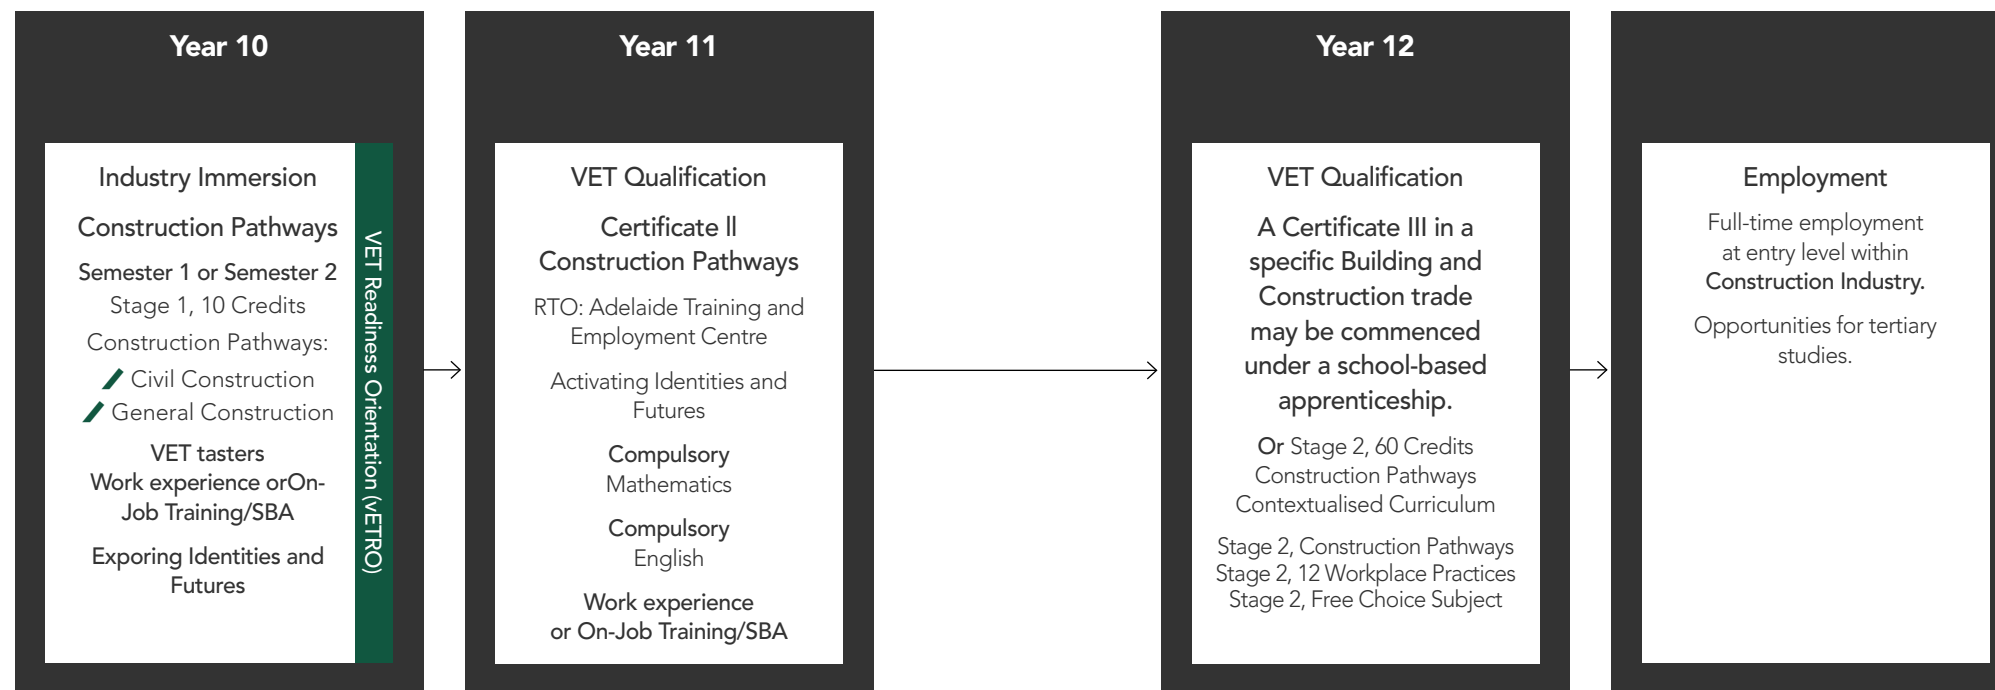 Year 10
Industry Immersion
Construction Pathways
Semester 1 or Semester 2
Stage 1, 10 Credits
Construction Pathways:
Civil Construction
General Construction
VET tasters
Work experience orOn-
Job Training/SBA
Exporing Identities and
Futures
VET Readiness Orientation (vETRO)
Year 11
VET Qualification
Certificate ll
Construction Pathways
RTO: Adelaide Training and
Employment Centre
Activating Identities and
Futures
Compulsory
Mathematics
Compulsory
English
Work experience
or On-Job Training/SBA
Year 12
VET Qualification
A Certificate III in a
specific Building and
Construction trade
may be commenced
under a school-based
apprenticeship.
Or Stage 2, 60 Credits
Construction Pathways
Contextualised Curriculum
Stage 2, Construction Pathways
Stage 2, 12 Workplace Practices
Stage 2, Free Choice Subject
Employment
Full-time employment
at entry level within
Construction Industry.
Opportunities for tertiary
studies.